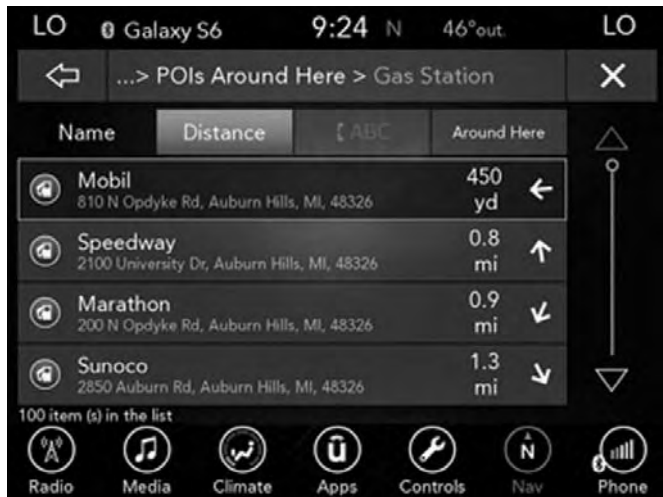 LO Galaxy S6 9:24 N 46°out. LO
...> POIs Around Here > Gas Station X
Name Distance ABC Around Here
Mobil 450 yd
810 N Opdyke Rd, Auburn Hills, MI, 48326
Speedway 0.8 mi
2100 University Dr, Auburn Hills, MI, 48326
Marathon 0.9 mi
200 N Opdyke Rd, Auburn Hills, MI, 48326
Sunoco 1.3 mi
2850 Auburn Rd, Auburn Hills, MI, 48326
100 item (s) in the list
ū N
Radio Media Climate Apps Controls Nav Phone